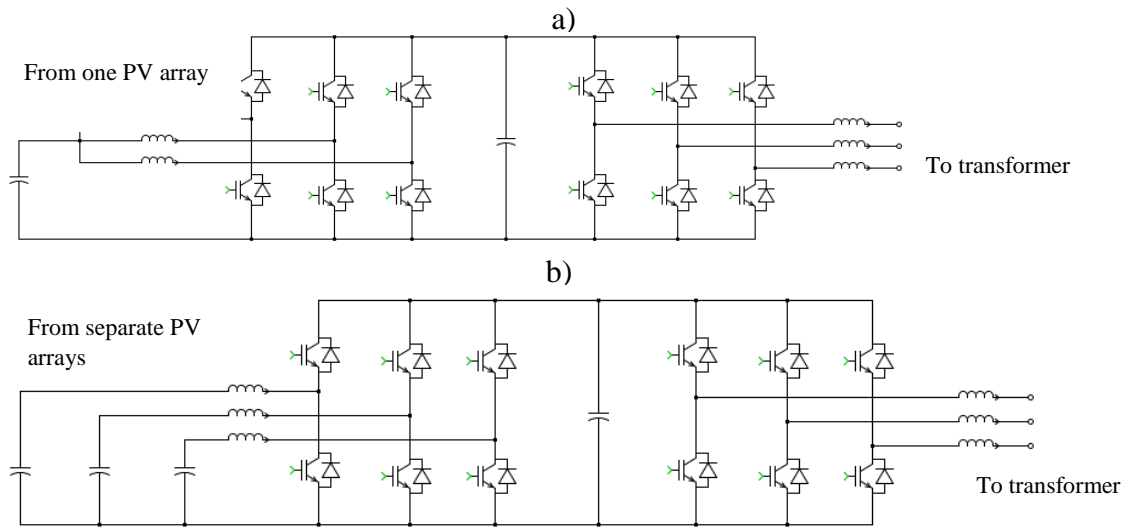 a)
From one PV array
To transformer
b)
From separate PV
arrays
To transformer